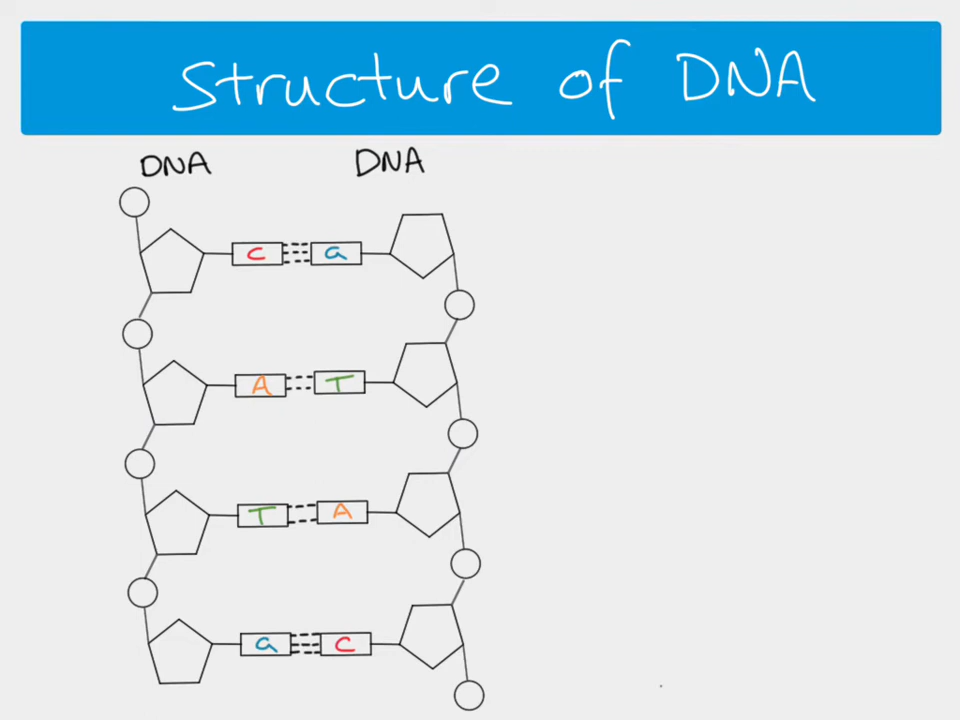 Structure of DNA
DNA DNA
C G
A T
T A
G C